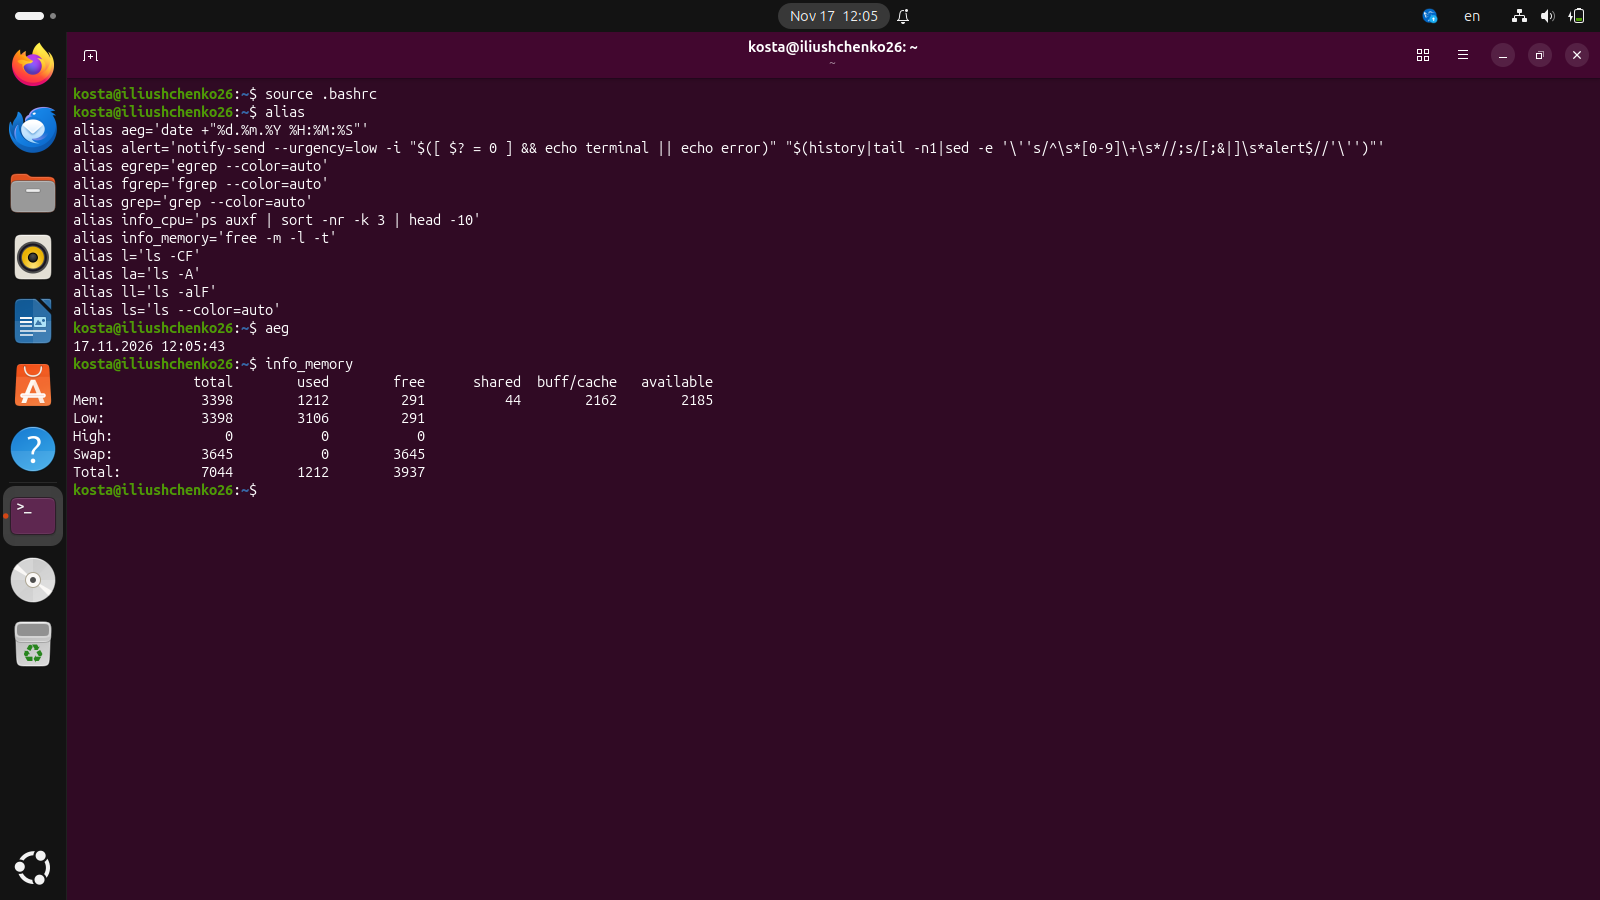 Nov 17 12:05
en
kosta@iliushchenko26: ~
~
kosta@iliushchenko26:~$ source .bashrc
kosta@iliushchenko26:~$ alias
alias aeg='date +"%d.%m.%Y %H:%M:%S"'
alias alert='notify-send --urgency=low -i "$([ $? = 0 ] && echo terminal || echo error)" "$(history|tail -n1|sed -e '\''s/^\s*[0-9]\+\s*//;s/[;&|]\s*alert$//'\'')"'
alias egrep='egrep --color=auto'
alias fgrep='fgrep --color=auto'
alias grep='grep --color=auto'
alias info_cpu='ps auxf | sort -nr -k 3 | head -10'
alias info_memory='free -m -l -t'
alias l='ls -CF'
alias la='ls -A'
alias ll='ls -alF'
alias ls='ls --color=auto'
kosta@iliushchenko26:~$ aeg
17.11.2026 12:05:43
kosta@iliushchenko26:~$ info_memory
               total        used        free      shared  buff/cache   available
Mem:            3398        1212         291          44        2162        2185
Low:            3398        3106         291
High:              0           0           0
Swap:           3645           0        3645
Total:          7044        1212        3937
kosta@iliushchenko26:~$